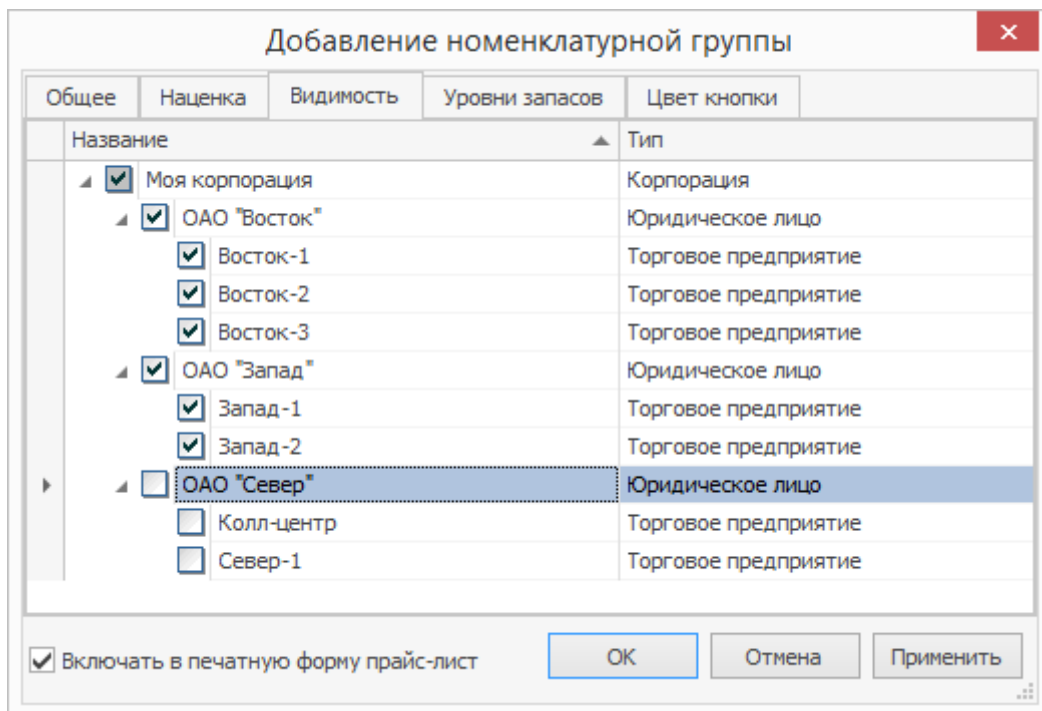 Добавление номенклатурной группы
Общее Наценка Видимость Уровни запасов Цвет кнопки
Название Тип
Моя корпорация Корпорация
ОАО "Восток" Юридическое лицо
Восток-1 Торговое предприятие
Восток-2 Торговое предприятие
Восток-3 Торговое предприятие
ОАО "Запад" Юридическое лицо
Запад-1 Торговое предприятие
Запад-2 Торговое предприятие
ОАО "Север" Юридическое лицо
Колл-центр Торговое предприятие
Север-1 Торговое предприятие
Включать в печатную форму прайс-лист OK Отмена Применить